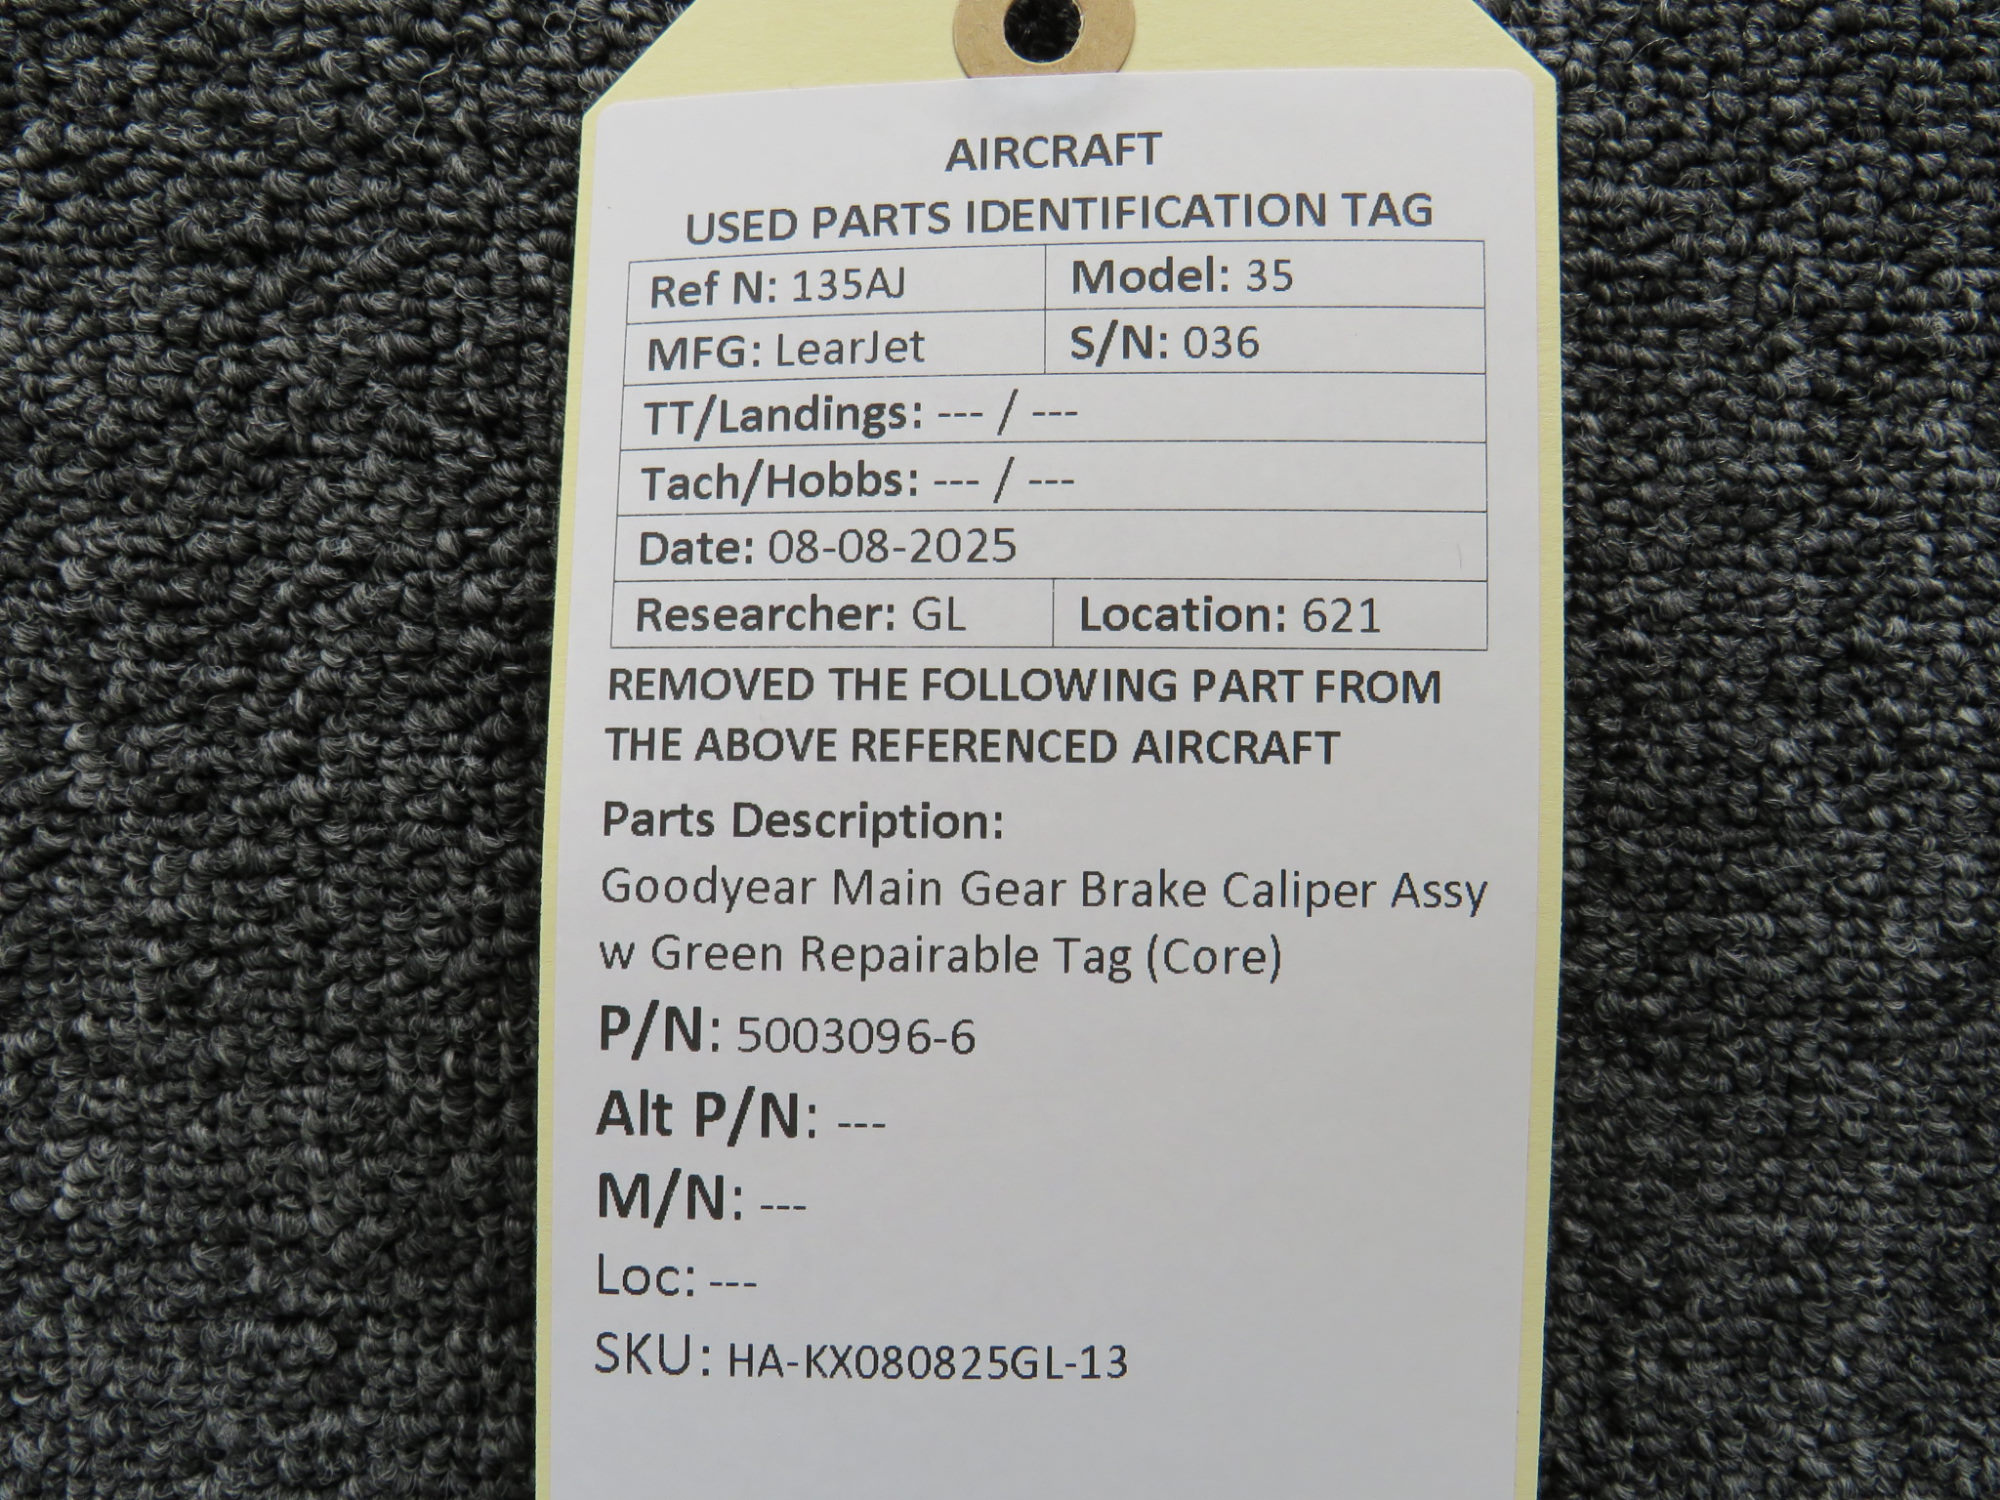 AIRCRAFT
USED PARTS IDENTIFICATION TAG
Ref N: 135AJ Model: 35
MFG: LearJet S/N: 036
TT/Landings: --- / ---
Tach/Hobbs: --- / ---
Date: 08-08-2025
Researcher: GL Location: 621
REMOVED THE FOLLOWING PART FROM
THE ABOVE REFERENCED AIRCRAFT
Parts Description:
Goodyear Main Gear Brake Caliper Assy
w Green Repairable Tag (Core)
P/N: 5003096-6
Alt P/N: ---
M/N: ---
Loc: ---
SKU: HA-KX080825GL-13